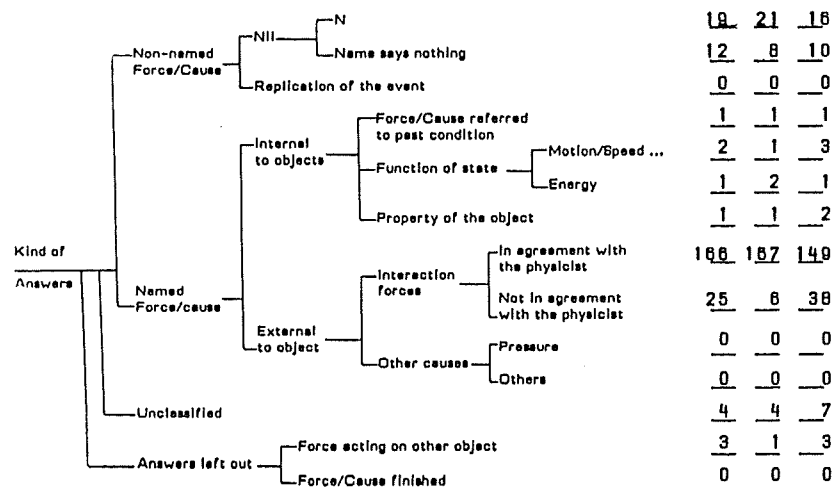 N 19 21 16
Nil
Non-named
Force/Cause
Name says nothing 12 8 10
Replication of the event 0 0 0
Force/Cause referred
to past condition 1 1 1
Internal
to objects
Motion/Speed ... 2 1 3
Function of state
Energy 1 2 1
Property of the object 1 1 2
Kind of
Answers
In agreement with
the physicist 166 167 149
Interaction
forces
Named
Force/cause
Not in agreement
with the physicist 25 6 38
External
to object
Pressure 0 0 0
Other causes
Others 0 0 0
Unclassified 4 4 7
Force acting on other object 3 1 3
Answers left out
Force/Cause finished 0 0 0